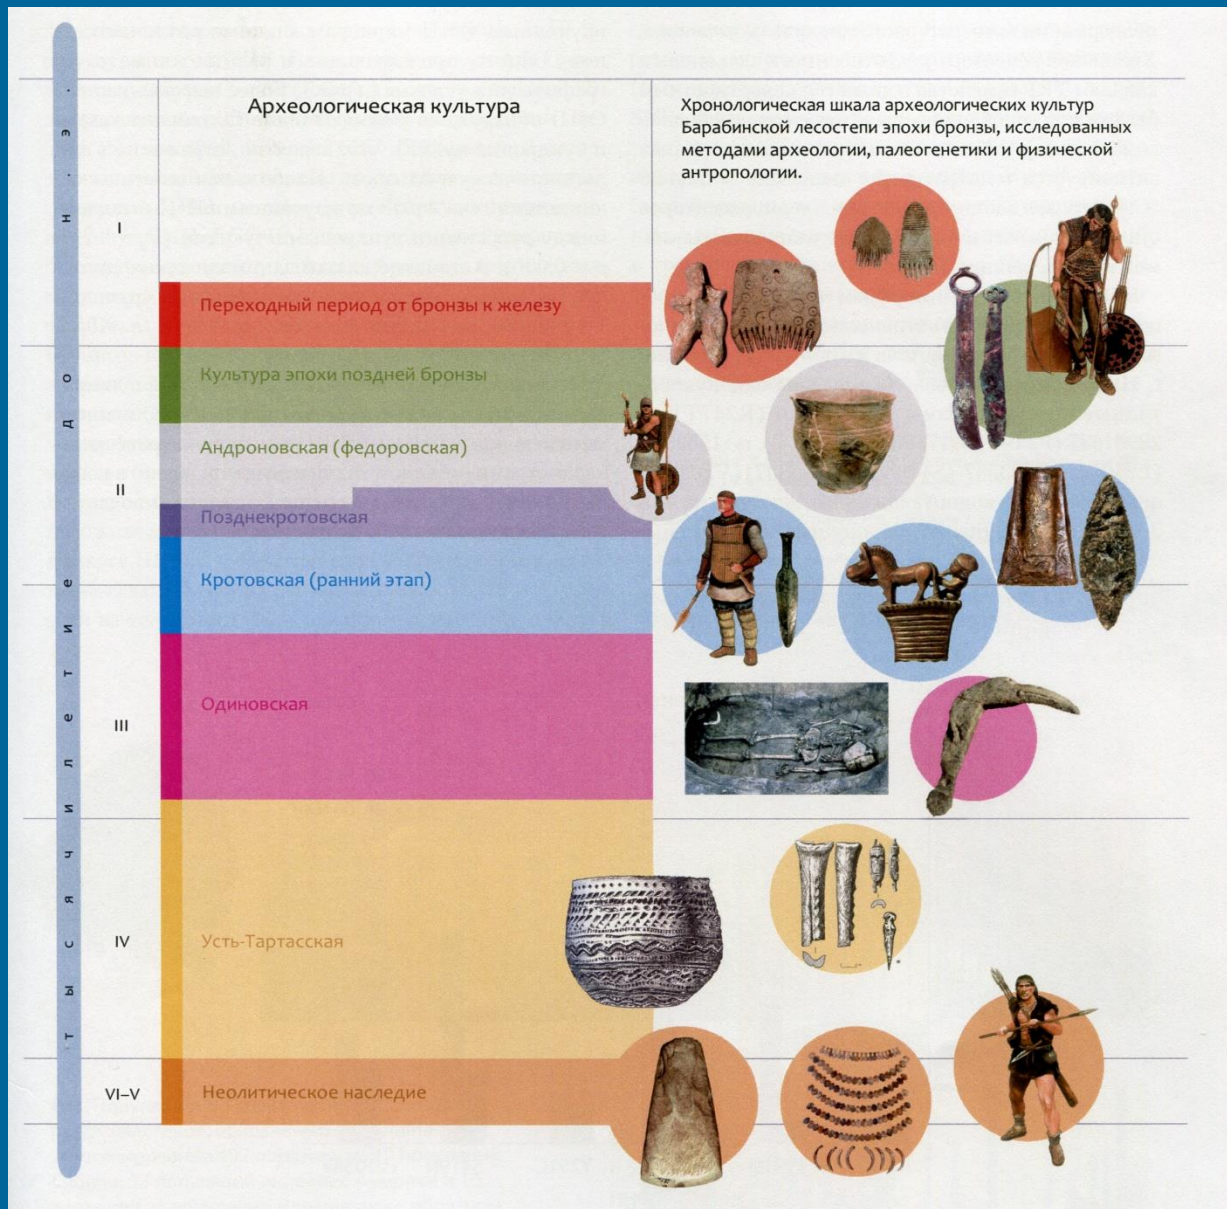 Археологическая культура
Хронологическая шкала археологических культур
Барабинской лесостепи эпохи бронзы, исследованных
методами археологии, палеогенетики и физической
антропологии.
тысячелетие до н. э.
I
Переходный период от бронзы к железу
Культура эпохи поздней бронзы
Андроновская (федоровская)
II
Позднекротовская
Кротовская (ранний этап)
Одиновская
III
IV
Усть-Тартасская
VI–V
Неолитическое наследие